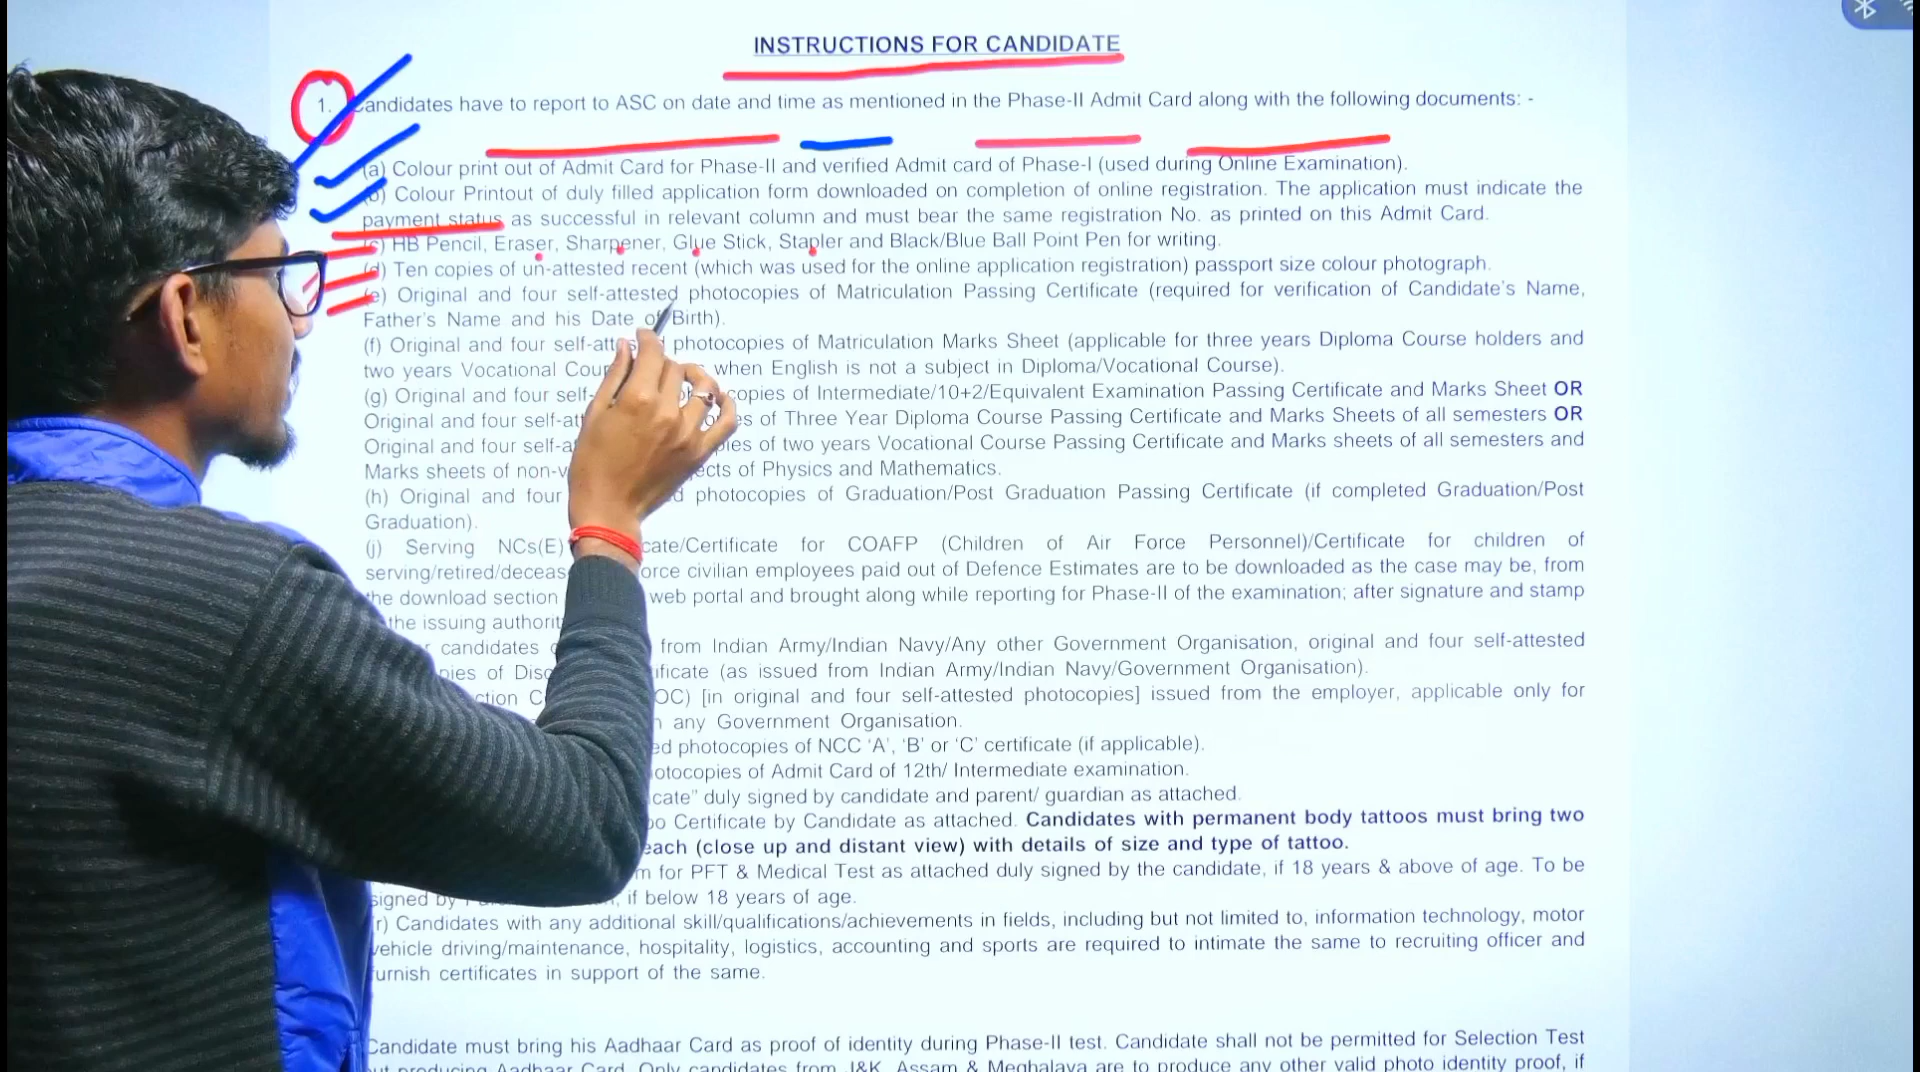 INSTRUCTIONS FOR CANDIDATE
1. Candidates have to report to ASC on date and time as mentioned in the Phase-II Admit Card along with the following documents: -
(a) Colour print out of Admit Card for Phase-II and verified Admit card of Phase-I (used during Online Examination).
(b) Colour Printout of duly filled application form downloaded on completion of online registration. The application must indicate the
payment status as successful in relevant column and must bear the same registration No. as printed on this Admit Card.
(c) HB Pencil, Eraser, Sharpener, Glue Stick, Stapler and Black/Blue Ball Point Pen for writing.
(d) Ten copies of un-attested recent (which was used for the online application registration) passport size colour photograph.
(e) Original and four self-attested photocopies of Matriculation Passing Certificate (required for verification of Candidate's Name,
Father's Name and his Date of Birth).
(f) Original and four self-attested photocopies of Matriculation Marks Sheet (applicable for three years Diploma Course holders and
two years Vocational when English is not a subject in Diploma/Vocational Course).
(g) Original and four self- copies of Intermediate/10+2/Equivalent Examination Passing Certificate and Marks Sheet OR
Original and four of Three Year Diploma Course Passing Certificate and Marks Sheets of all semesters OR
Original and four of two years Vocational Course Passing Certificate and Marks sheets of all semesters and
Marks sheets of of Physics and Mathematics.
(h) Original and four photocopies of Graduation/Post Graduation Passing Certificate (if completed Graduation/Post
Graduation).
(j) Serving NCs(E) /Certificate for COAFP (Children of Air Force Personnel)/Certificate for children of
serving/retired/ civilian employees paid out of Defence Estimates are to be downloaded as the case may be, from
the download section web portal and brought along while reporting for Phase-II of the examination; after signature and stamp
the issuing
candidates from Indian Army/Indian Navy/Any other Government Organisation, original and four self-attested
of (as issued from Indian Army/Indian Navy/Government Organisation).
[in original and four self-attested photocopies] issued from the employer, applicable only for
any Government Organisation.
photocopies of NCC 'A', 'B' or 'C' certificate (if applicable).
of Admit Card of 12th/ Intermediate examination.
duly signed by candidate and parent/ guardian as attached.
Certificate by Candidate as attached. Candidates with permanent body tattoos must bring two
each (close up and distant view) with details of size and type of tattoo.
for PFT & Medical Test as attached duly signed by the candidate, if 18 years & above of age. To be
signed by if below 18 years of age.
(r) Candidates with any additional skill/qualifications/achievements in fields, including but not limited to, information technology, motor
vehicle driving/maintenance, hospitality, logistics, accounting and sports are required to intimate the same to recruiting officer and
furnish certificates in support of the same.
Candidate must bring his Aadhaar Card as proof of identity during Phase-II test. Candidate shall not be permitted for Selection Test
producing Aadhaar Card. Only candidates from J&K, Assam & Meghalaya are to produce any other valid photo identity proof, if